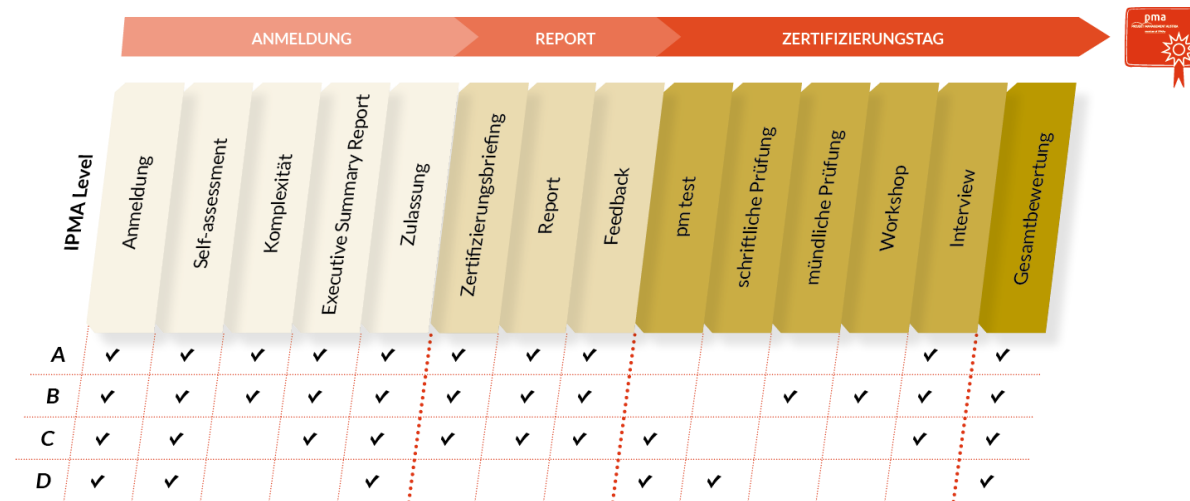 ANMELDUNG
REPORT
ZERTIFIZIERUNGSTAG
pma
IPMA Level
Anmeldung
Self-assessment
Komplexität
Executive Summary Report
Zulassung
Zertifizierungsbriefing
Report
Feedback
pm test
schriftliche Prüfung
mündliche Prüfung
Workshop
Interview
Gesamtbewertung
A ✓ ✓ ✓ ✓ ✓ ✓ ✓ ✓ ✓ ✓
B ✓ ✓ ✓ ✓ ✓ ✓ ✓ ✓ ✓ ✓ ✓ ✓
C ✓ ✓ ✓ ✓ ✓ ✓ ✓ ✓ ✓ ✓
D ✓ ✓ ✓ ✓ ✓ ✓